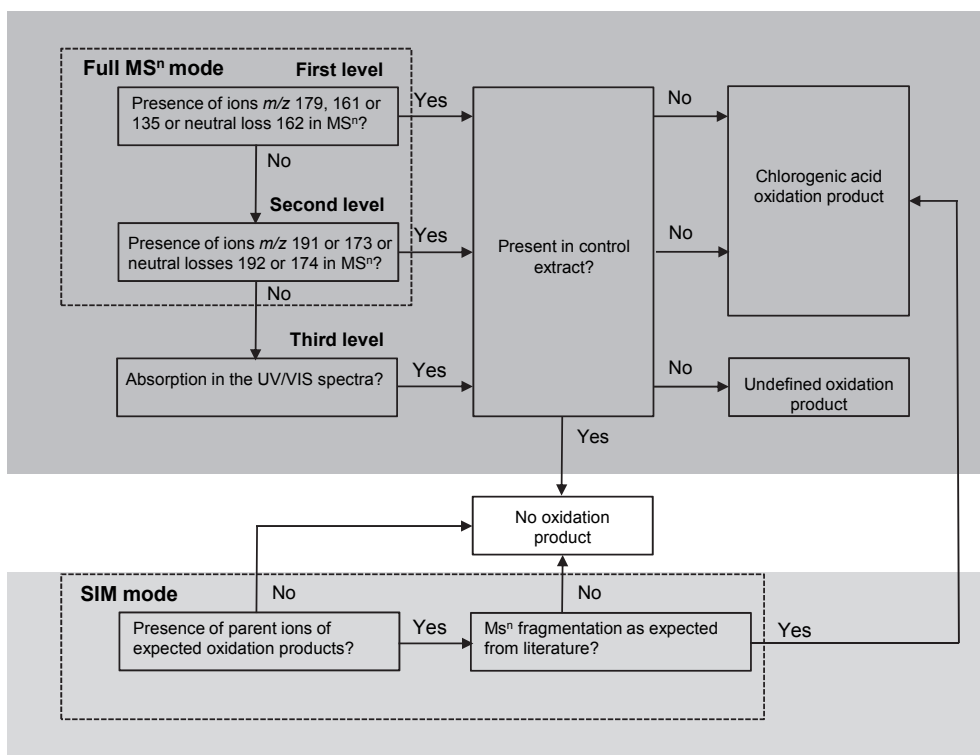 Full MSⁿ mode
First level
Presence of ions m/z 179, 161 or
135 or neutral loss 162 in MSⁿ?
Yes
No
No
Second level
Presence of ions m/z 191 or 173 or
neutral losses 192 or 174 in MSⁿ?
Yes
No
No
Third level
Absorption in the UV/VIS spectra?
Yes
Present in control
extract?
No
Yes
Chlorogenic acid
oxidation product
Undefined oxidation
product
No oxidation
product
SIM mode
No
Presence of parent ions of
expected oxidation products?
Yes
No
Msⁿ fragmentation as expected
from literature?
Yes